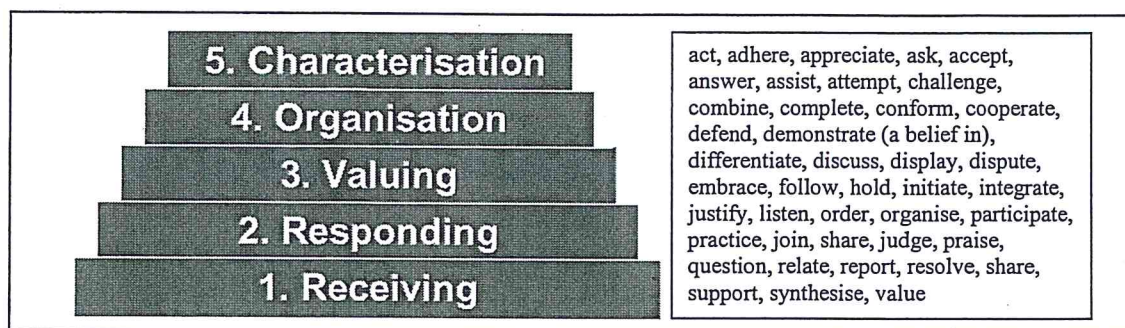 5. Characterisation
4. Organisation
3. Valuing
2. Responding
1. Receiving
act, adhere, appreciate, ask, accept,
answer, assist, attempt, challenge,
combine, complete, conform, cooperate,
defend, demonstrate (a belief in),
differentiate, discuss, display, dispute,
embrace, follow, hold, initiate, integrate,
justify, listen, order, organise, participate,
practice, join, share, judge, praise,
question, relate, report, resolve, share,
support, synthesise, value